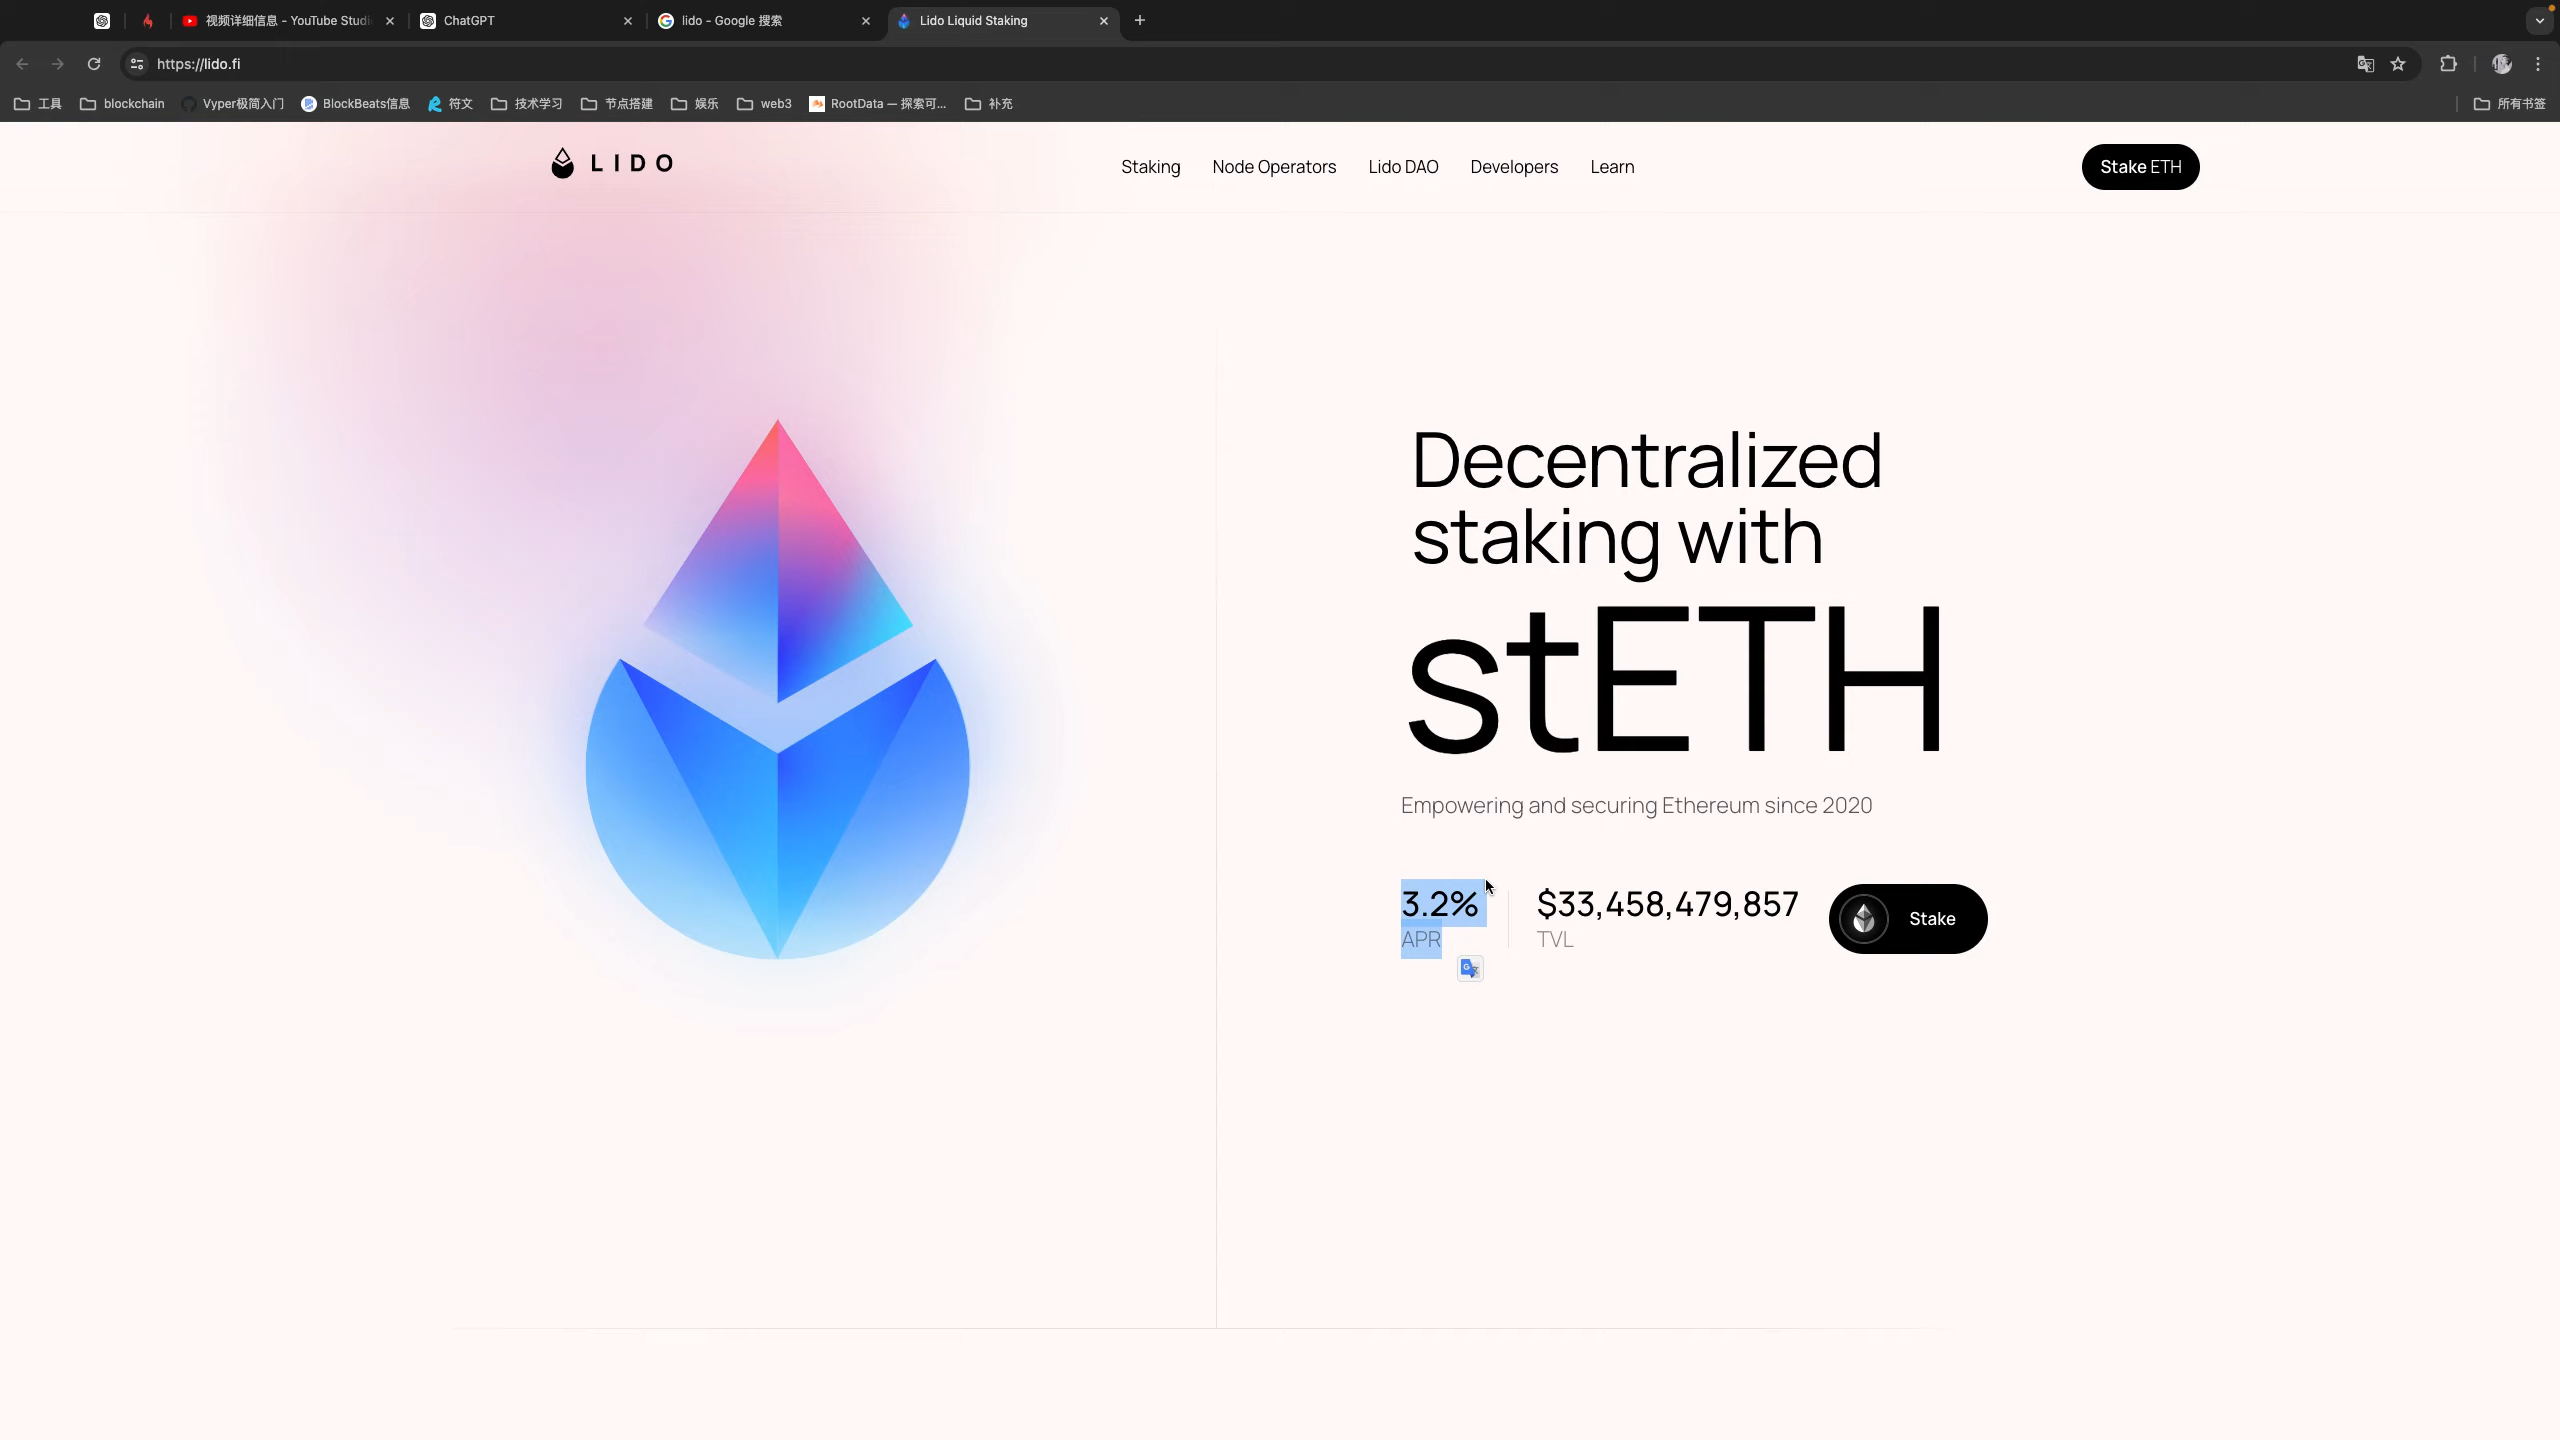 视频详细信息 - YouTube Studi
ChatGPT
lido - Google 搜索
Lido Liquid Staking
https://lido.fi
工具
blockchain
Vyper极简入门
BlockBeats信息
符文
技术学习
节点搭建
娱乐
web3
RootData — 探索可...
补充
所有书签
LIDO
Staking
Node Operators
Lido DAO
Developers
Learn
Stake ETH
Decentralized
staking with
stETH
Empowering and securing Ethereum since 2020
3.2%
APR
$33,458,479,857
TVL
Stake